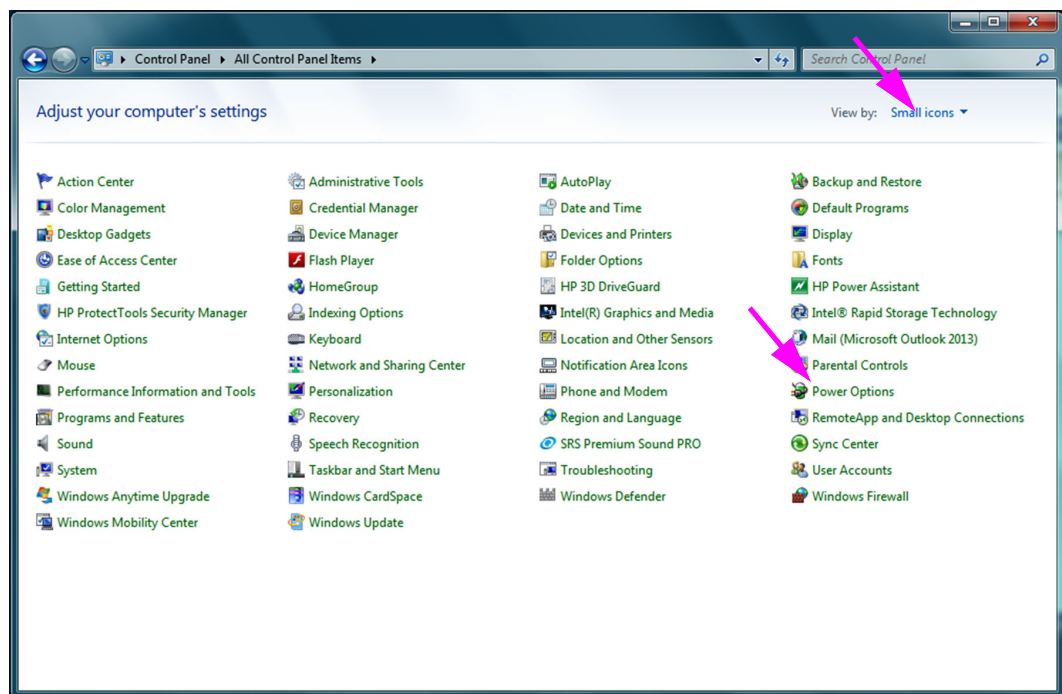 Control Panel ▸ All Control Panel Items ▸
Search Control Panel
Adjust your computer's settings
View by: Small icons
Action Center
Administrative Tools
AutoPlay
Backup and Restore
Color Management
Credential Manager
Date and Time
Default Programs
Desktop Gadgets
Device Manager
Devices and Printers
Display
Ease of Access Center
Flash Player
Folder Options
Fonts
Getting Started
HomeGroup
HP 3D DriveGuard
HP Power Assistant
HP ProtectTools Security Manager
Indexing Options
Intel(R) Graphics and Media
Intel® Rapid Storage Technology
Internet Options
Keyboard
Location and Other Sensors
Mail (Microsoft Outlook 2013)
Mouse
Network and Sharing Center
Notification Area Icons
Parental Controls
Performance Information and Tools
Personalization
Phone and Modem
Power Options
Programs and Features
Recovery
Region and Language
RemoteApp and Desktop Connections
Sound
Speech Recognition
SRS Premium Sound PRO
Sync Center
System
Taskbar and Start Menu
Troubleshooting
User Accounts
Windows Anytime Upgrade
Windows CardSpace
Windows Defender
Windows Firewall
Windows Mobility Center
Windows Update